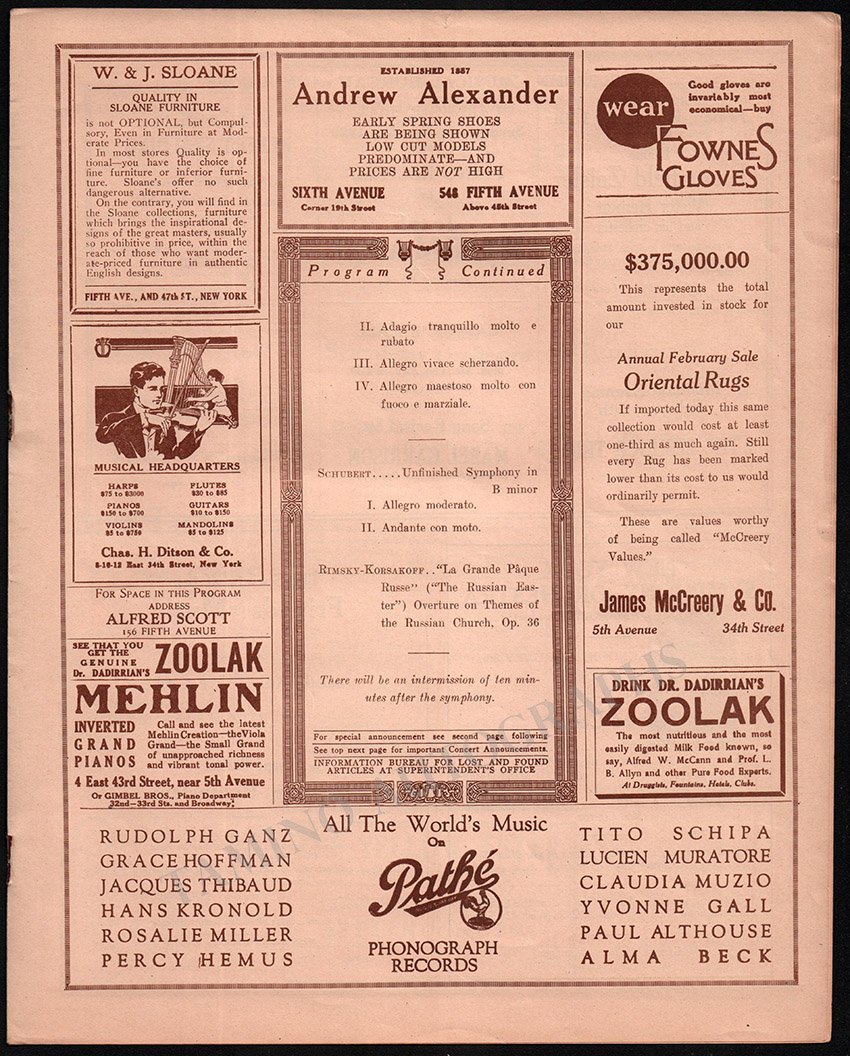 W. & J. SLOANE
QUALITY IN
SLOANE FURNITURE
is not OPTIONAL, but Compul-
sory, Even in Furniture at Mod-
erate Prices.
In most stores Quality is op-
tional—you have the choice of
fine furniture or inferior furni-
ture. Sloane's offer no such
dangerous alternative.
On the contrary, you will find in
the Sloane collections, furniture
which brings the inspirational de-
signs of the great masters, usually
so prohibitive in price, within the
reach of those who want moder-
ate-priced furniture in authentic
English designs.
FIFTH AVE., AND 47th ST., NEW YORK
MUSICAL HEADQUARTERS
HARPS
$75 to $3000
FLUTES
$30 to $85
PIANOS
$150 to $700
GUITARS
$10 to $150
VIOLINS
$5 to $750
MANDOLINS
$5 to $125
Chas. H. Ditson & Co.
8-10-12 East 34th Street, New York
FOR SPACE IN THIS PROGRAM
ADDRESS
ALFRED SCOTT
156 FIFTH AVENUE
SEE THAT YOU
GET THE
GENUINE
Dr. DADIRRIAN'S
ZOOLAK
MEHLIN
INVERTED
GRAND
PIANOS
Call and see the latest
Mehlin Creation—the Viola
Grand—the Small Grand
of unapproached richness
and vibrant tonal power.
4 East 43rd Street, near 5th Avenue
Or GIMBEL BROS., Piano Department
32nd—33rd Sts. and Broadway.
ESTABLISHED 1857
Andrew Alexander
EARLY SPRING SHOES
ARE BEING SHOWN
LOW CUT MODELS
PREDOMINATE—AND
PRICES ARE NOT HIGH
SIXTH AVENUE
Corner 19th Street
548 FIFTH AVENUE
Above 45th Street
Program Continued
II. Adagio tranquillo molto e
rubato
III. Allegro vivace scherzando.
IV. Allegro maestoso molto con
fuoco e marziale.
SCHUBERT.....Unfinished Symphony in
B minor
I. Allegro moderato.
II. Andante con moto.
RIMSKY-KORSAKOFF.."La Grande Pâque
Russe" ("The Russian Eas-
ter") Overture on Themes of
the Russian Church, Op. 36
There will be an intermission of ten min-
utes after the symphony.
For special announcement see second page following
See top next page for important Concert Announcements.
INFORMATION BUREAU FOR LOST AND FOUND
ARTICLES AT SUPERINTENDENT'S OFFICE
wear
Good gloves are
invariably most
economical—buy
FOWNES
GLOVES
$375,000.00
This represents the total
amount invested in stock for
our
Annual February Sale
Oriental Rugs
If imported today this same
collection would cost at least
one-third as much again. Still
every Rug has been marked
lower than its cost to us would
ordinarily permit.
These are values worthy
of being called "McCreery
Values."
James McCreery & Co.
5th Avenue 34th Street
DRINK DR. DADIRRIAN'S
ZOOLAK
The most nutritious and the most
easily digested Milk Food known, so
say, Alfred W. McCann and Prof. L.
B. Allyn and other Pure Food Experts.
At Druggists, Fountains, Hotels, Clubs.
RUDOLPH GANZ
GRACE HOFFMAN
JACQUES THIBAUD
HANS KRONOLD
ROSALIE MILLER
PERCY HEMUS
All The World's Music
On
Pathé
PHONOGRAPH
RECORDS
TITO SCHIPA
LUCIEN MURATORE
CLAUDIA MUZIO
YVONNE GALL
PAUL ALTHOUSE
ALMA BECK
TAMINO AUTOGRAPHS